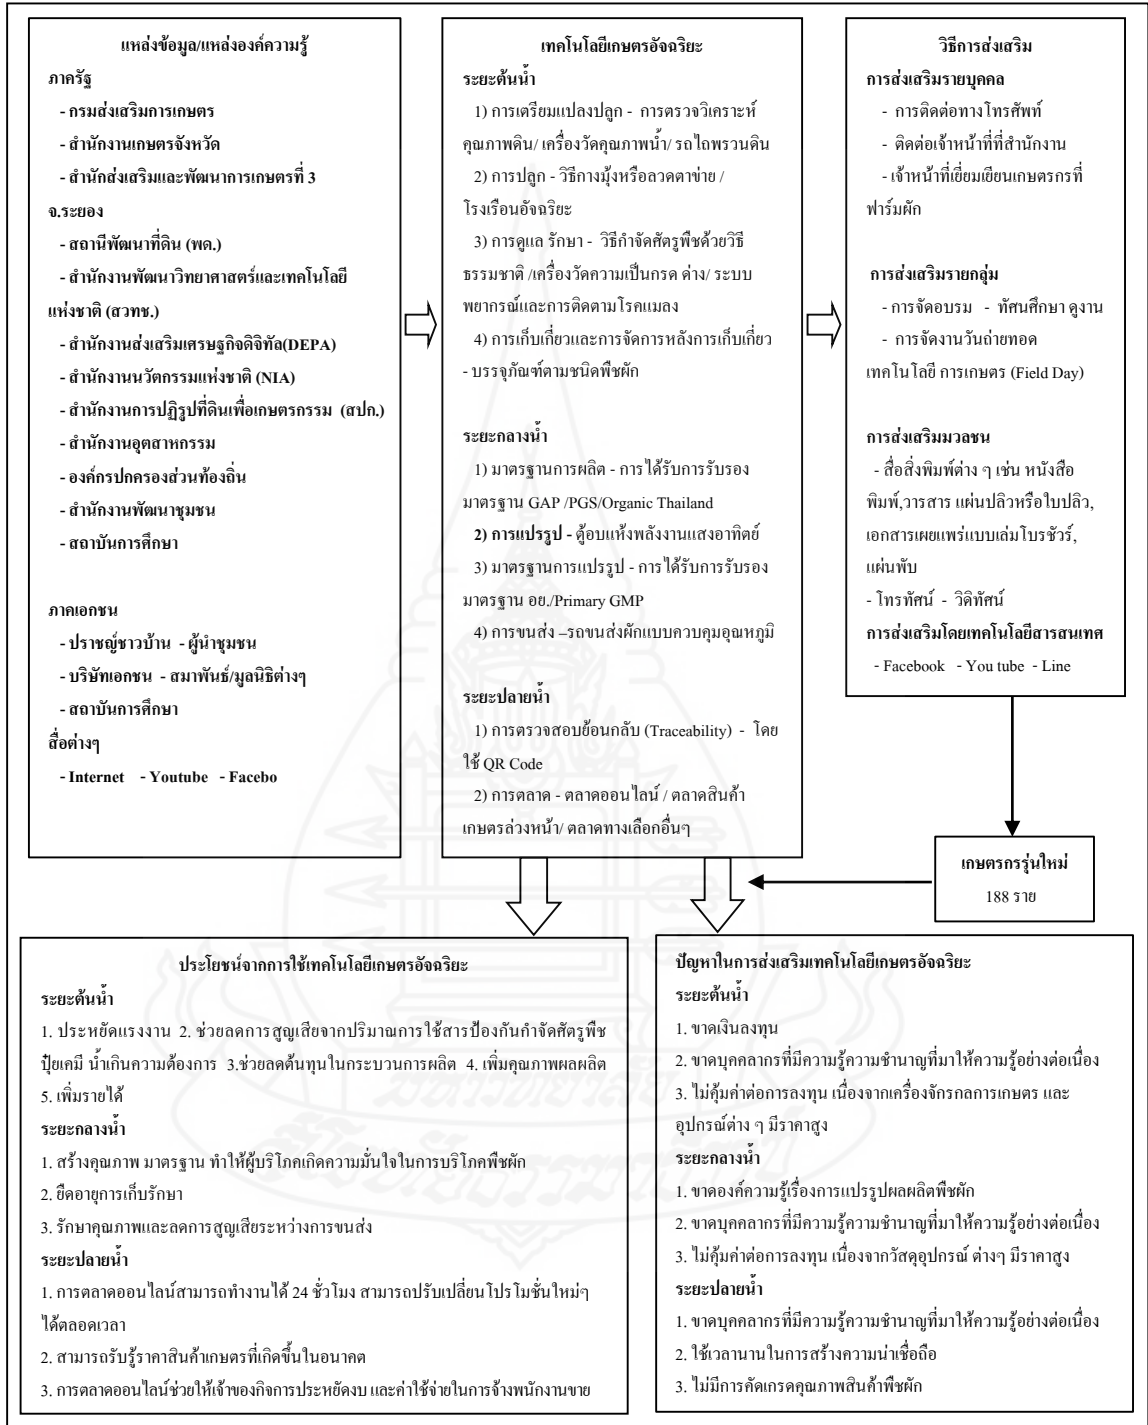 แหล่งข้อมูล/แหล่งองค์ความรู้
ภาครัฐ
- กรมส่งเสริมการเกษตร
- สำนักงานเกษตรจังหวัด
- สำนักส่งเสริมและพัฒนาการเกษตรที่ 3
จ.ระยอง
- สถานีพัฒนาที่ดิน (พด.)
- สำนักงานพัฒนาวิทยาศาสตร์และเทคโนโลยี
แห่งชาติ (สวทช.)
- สำนักงานส่งเสริมเศรษฐกิจดิจิทัล(DEPA)
- สำนักงานนวัตกรรมแห่งชาติ (NIA)
- สำนักงานการปฏิรูปที่ดินเพื่อเกษตรกรรม (สปก.)
- สำนักงานอุตสาหกรรม
- องค์กรปกครองส่วนท้องถิ่น
- สำนักงานพัฒนาชุมชน
- สถาบันการศึกษา
ภาคเอกชน
- ปราชญ์ชาวบ้าน - ผู้นำชุมชน
- บริษัทเอกชน - สมาพันธ์/มูลนิธิต่างๆ
- สถาบันการศึกษา
สื่อต่างๆ
- Internet - Youtube - Facebo
เทคโนโลยีเกษตรอัจฉริยะ
ระยะต้นน้ำ
1) การเตรียมแปลงปลูก - การตรวจวิเคราะห์
คุณภาพดิน/ เครื่องวัดคุณภาพน้ำ/ รถไถพรวนดิน
2) การปลูก - วิธีกางมุ้งหรือลวดตาข่าย /
โรงเรือนอัจฉริยะ
3) การดูแล รักษา - วิธีกำจัดศัตรูพืชด้วยวิธี
ธรรมชาติ /เครื่องวัดความเป็นกรด ด่าง/ ระบบ
พยากรณ์และการติดตามโรคแมลง
4) การเก็บเกี่ยวและการจัดการหลังการเก็บเกี่ยว
- บรรจุภัณฑ์ตามชนิดพืชผัก
ระยะกลางน้ำ
1) มาตรฐานการผลิต - การได้รับการรับรอง
มาตรฐาน GAP /PGS/Organic Thailand
2) การแปรรูป - ตู้อบแห้งพลังงานแสงอาทิตย์
3) มาตรฐานการแปรรูป - การได้รับการรับรอง
มาตรฐาน อย./Primary GMP
4) การขนส่ง –รถขนส่งผักแบบควบคุมอุณหภูมิ
ระยะปลายน้ำ
1) การตรวจสอบย้อนกลับ (Traceability) - โดย
ใช้ QR Code
2) การตลาด - ตลาดออนไลน์ / ตลาดสินค้า
เกษตรล่วงหน้า/ ตลาดทางเลือกอื่นๆ
วิธีการส่งเสริม
การส่งเสริมรายบุคคล
- การติดต่อทางโทรศัพท์
- ติดต่อเจ้าหน้าที่ที่สำนักงาน
- เจ้าหน้าที่เยี่ยมเยียนเกษตรกรที่
ฟาร์มผัก
การส่งเสริมรายกลุ่ม
- การจัดอบรม - ทัศนศึกษา ดูงาน
- การจัดงานวันถ่ายทอด
เทคโนโลยี การเกษตร (Field Day)
การส่งเสริมมวลชน
- สื่อสิ่งพิมพ์ต่าง ๆ เช่น หนังสือ
พิมพ์,วารสาร แผ่นปลิวหรือใบปลิว,
เอกสารเผยแพร่แบบเล่มโบรชัวร์,
แผ่นพับ
- โทรทัศน์ - วิดิทัศน์
การส่งเสริมโดยเทคโนโลยีสารสนเทศ
- Facebook - You tube - Line
เกษตรกรรุ่นใหม่
188 ราย
ประโยชน์จากการใช้เทคโนโลยีเกษตรอัจฉริยะ
ระยะต้นน้ำ
1. ประหยัดแรงงาน 2. ช่วยลดการสูญเสียจากปริมาณการใช้สารป้องกันกำจัดศัตรูพืช
ปุ๋ยเคมี น้ำเกินความต้องการ 3.ช่วยลดต้นทุนในกระบวนการผลิต 4. เพิ่มคุณภาพผลผลิต
5. เพิ่มรายได้
ระยะกลางน้ำ
1. สร้างคุณภาพ มาตรฐาน ทำให้ผู้บริโภคเกิดความมั่นใจในการบริโภคพืชผัก
2. ยืดอายุการเก็บรักษา
3. รักษาคุณภาพและลดการสูญเสียระหว่างการขนส่ง
ระยะปลายน้ำ
1. การตลาดออนไลน์สามารถทำงานได้ 24 ชั่วโมง สามารถปรับเปลี่ยนโปรโมชั่นใหม่ๆ
ได้ตลอดเวลา
2. สามารถรับรู้ราคาสินค้าเกษตรที่เกิดขึ้นในอนาคต
3. การตลาดออนไลน์ช่วยให้เจ้าของกิจการประหยัดงบ และค่าใช้จ่ายในการจ้างพนักงานขาย
ปัญหาในการส่งเสริมเทคโนโลยีเกษตรอัจฉริยะ
ระยะต้นน้ำ
1. ขาดเงินลงทุน
2. ขาดบุคคลากรที่มีความรู้ความชำนาญที่มาให้ความรู้อย่างต่อเนื่อง
3. ไม่คุ้มค่าต่อการลงทุน เนื่องจากเครื่องจักรกลการเกษตร และ
อุปกรณ์ต่าง ๆ มีราคาสูง
ระยะกลางน้ำ
1. ขาดองค์ความรู้เรื่องการแปรรูปผลผลิตพืชผัก
2. ขาดบุคคลากรที่มีความรู้ความชำนาญที่มาให้ความรู้อย่างต่อเนื่อง
3. ไม่คุ้มค่าต่อการลงทุน เนื่องจากวัสดุอุปกรณ์ ต่างๆ มีราคาสูง
ระยะปลายน้ำ
1. ขาดบุคคลากรที่มีความรู้ความชำนาญที่มาให้ความรู้อย่างต่อเนื่อง
2. ใช้เวลานานในการสร้างความน่าเชื่อถือ
3. ไม่มีการคัดเกรดคุณภาพสินค้าพืชผัก
มหาวิทยาลัย
สุโขทัยธรรมาธิราช